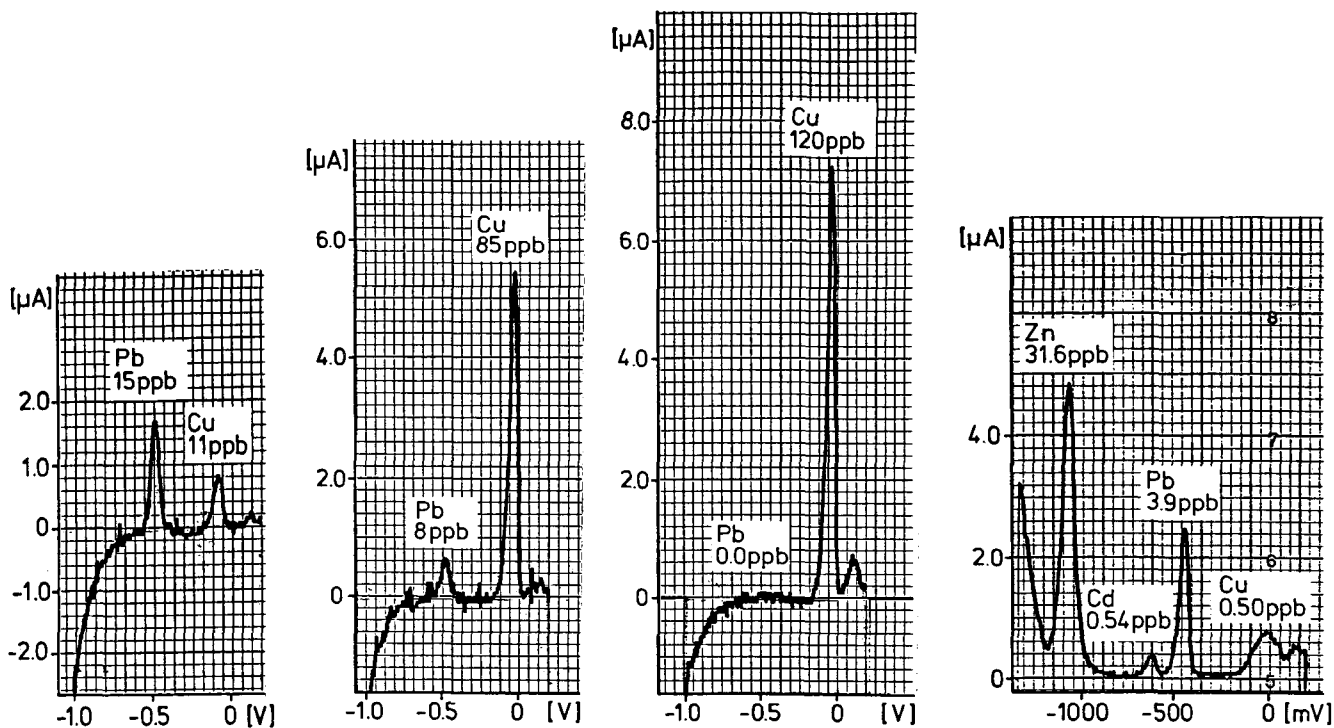 [µA]
Pb
15ppb
Cu
11ppb
2.0
1.0
0
-1.0
-2.0
-1.0
-0.5
0
[V]
[µA]
6.0
4.0
2.0
0
Cu
85ppb
Pb
8ppb
-1.0
-0.5
0
[V]
[µA]
8.0
6.0
4.0
2.0
0
Cu
120ppb
Pb
0.0ppb
-1.0
-0.5
0
[V]
[µA]
4.0
2.0
0
Zn
31.6ppb
Cd
0.54ppb
Pb
3.9ppb
Cu
0.50ppb
8
7
6
5
-1000
-500
0
[mV]